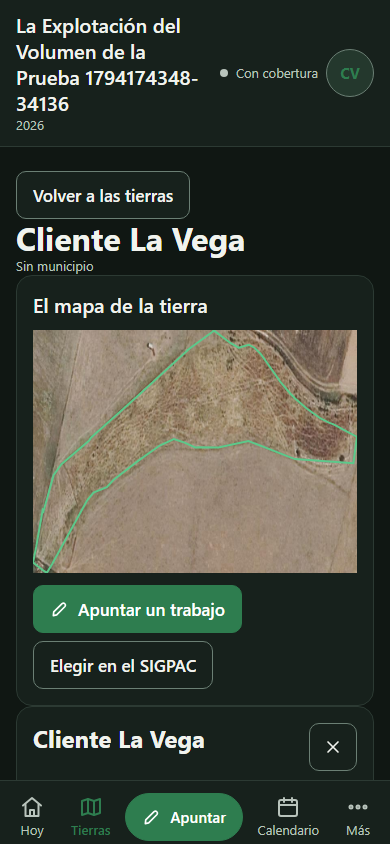 La Explotación del
Volumen de la
Prueba 1794174348-
34136
2026
Con cobertura
CV
Volver a las tierras
Cliente La Vega
Sin municipio
El mapa de la tierra
Apuntar un trabajo
Elegir en el SIGPAC
Cliente La Vega
Hoy
Tierras
Apuntar
Calendario
Más